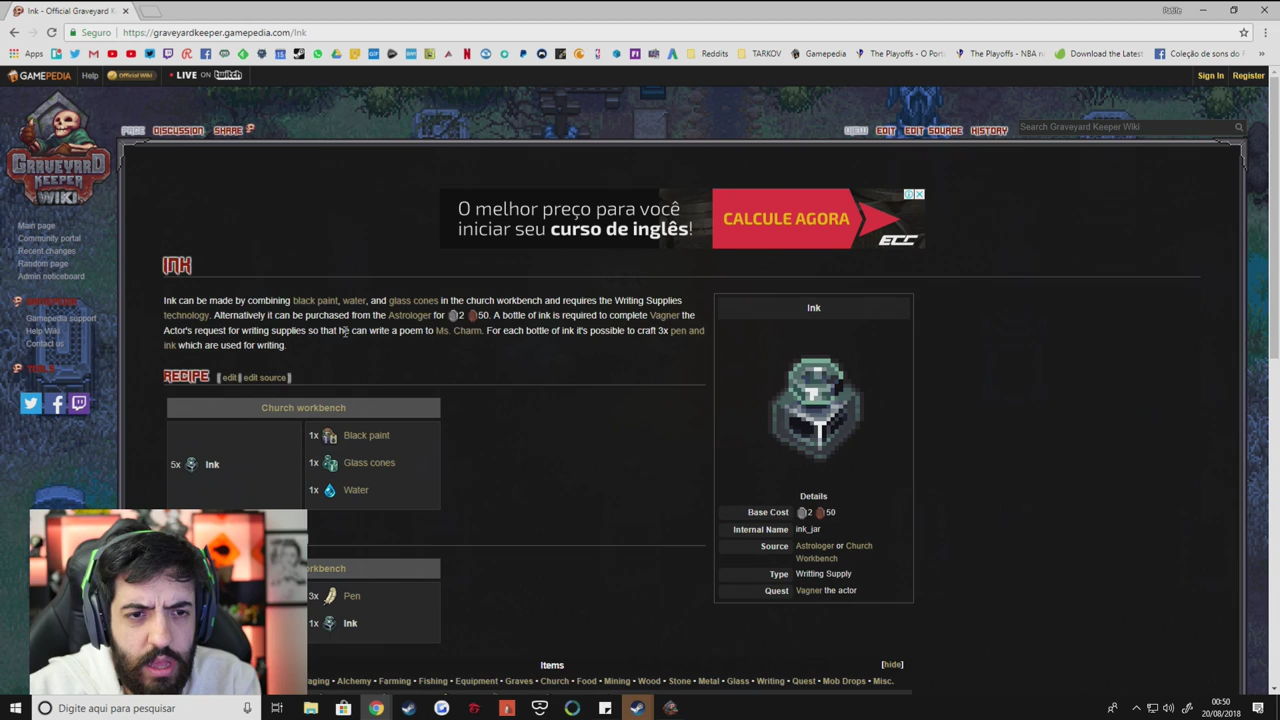 Ink - Official Graveyard K
Patife
Seguro
https://graveyardkeeper.gamepedia.com/Ink
Apps
Reddits
TARKOV
Gamepedia
The Playoffs - O Port
The Playoffs - NBA n
Download the Latest
Coleção de sons do
GAMEPEDIA
Help
Official Wiki
LIVE ON twitch
Sign In
Register
GRAVEYARD
KEEPER
WIKI
PAGE
DISCUSSION
SHARE
VIEW
EDIT
EDIT SOURCE
HISTORY
Search Graveyard Keeper Wiki
Main page
Community portal
Recent changes
Random page
Admin noticeboard
Gamepedia support
Help Wiki
Contact us
TOOLS
O melhor preço para você
iniciar seu curso de inglês!
CALCULE AGORA
ECC
INK
Ink can be made by combining black paint, water, and glass cones in the church workbench and requires the Writing Supplies
technology. Alternatively it can be purchased from the Astrologer for 2 50. A bottle of ink is required to complete Vagner the
Actor's request for writing supplies so that he can write a poem to Ms. Charm. For each bottle of ink it's possible to craft 3x pen and
ink which are used for writing.
RECIPE
[ edit | edit source ]
Church workbench
5x Ink
1x Black paint
1x Glass cones
1x Water
workbench
3x Pen
1x Ink
Ink
Details
Base Cost 2 50
Internal Name ink_jar
Source Astrologer or Church
Workbench
Type Writting Supply
Quest Vagner the actor
Items
[hide]
Alchemy • Farming • Fishing • Equipment • Graves • Church • Food • Mining • Wood • Stone • Metal • Glass • Writing • Quest • Mob Drops • Misc.
Digite aqui para pesquisar
00:50
20/08/2018